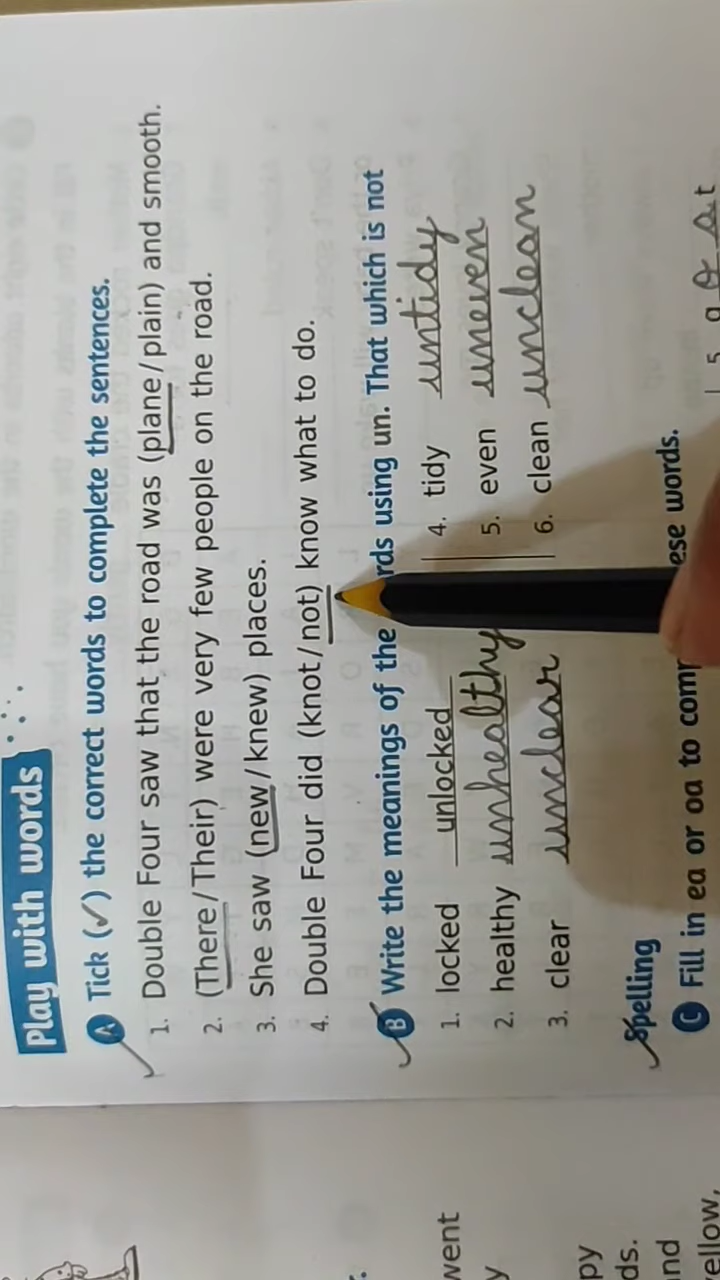 Play with words
A Tick (✓) the correct words to complete the sentences.
1. Double Four saw that the road was (plane/plain) and smooth.
2. (There/Their) were very few people on the road.
3. She saw (new/knew) places.
4. Double Four did (knot/not) know what to do.
B Write the meanings of the rds using un. That which is not
1. locked unlocked 4. tidy untidy
2. healthy unhealthy 5. even uneven
3. clear unclear 6. clean unclean
Spelling
C Fill in ea or oa to comp ese words.
5.
went
y
py
ds.
nd
ellow,